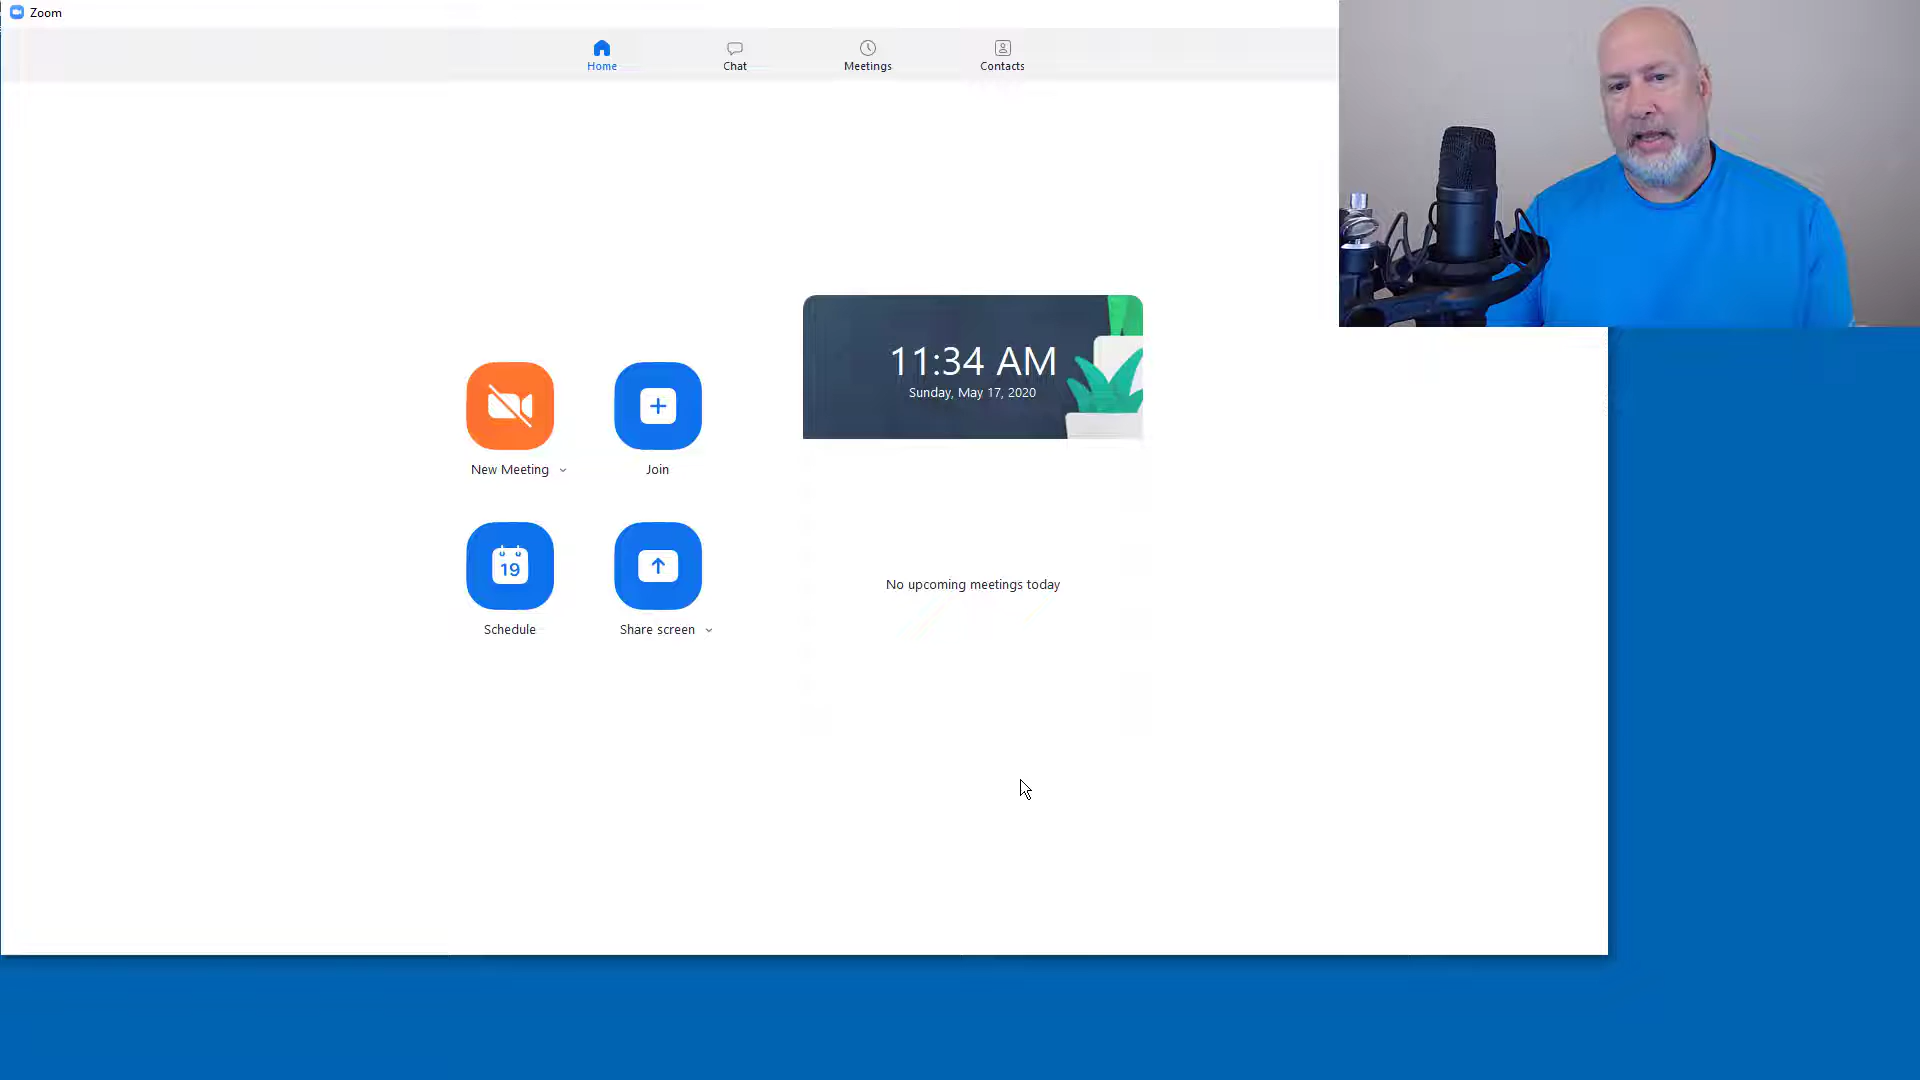 Zoom
Home
Chat
Meetings
Contacts
11:34 AM
Sunday, May 17, 2020
New Meeting
Join
19
Schedule
Share screen
No upcoming meetings today